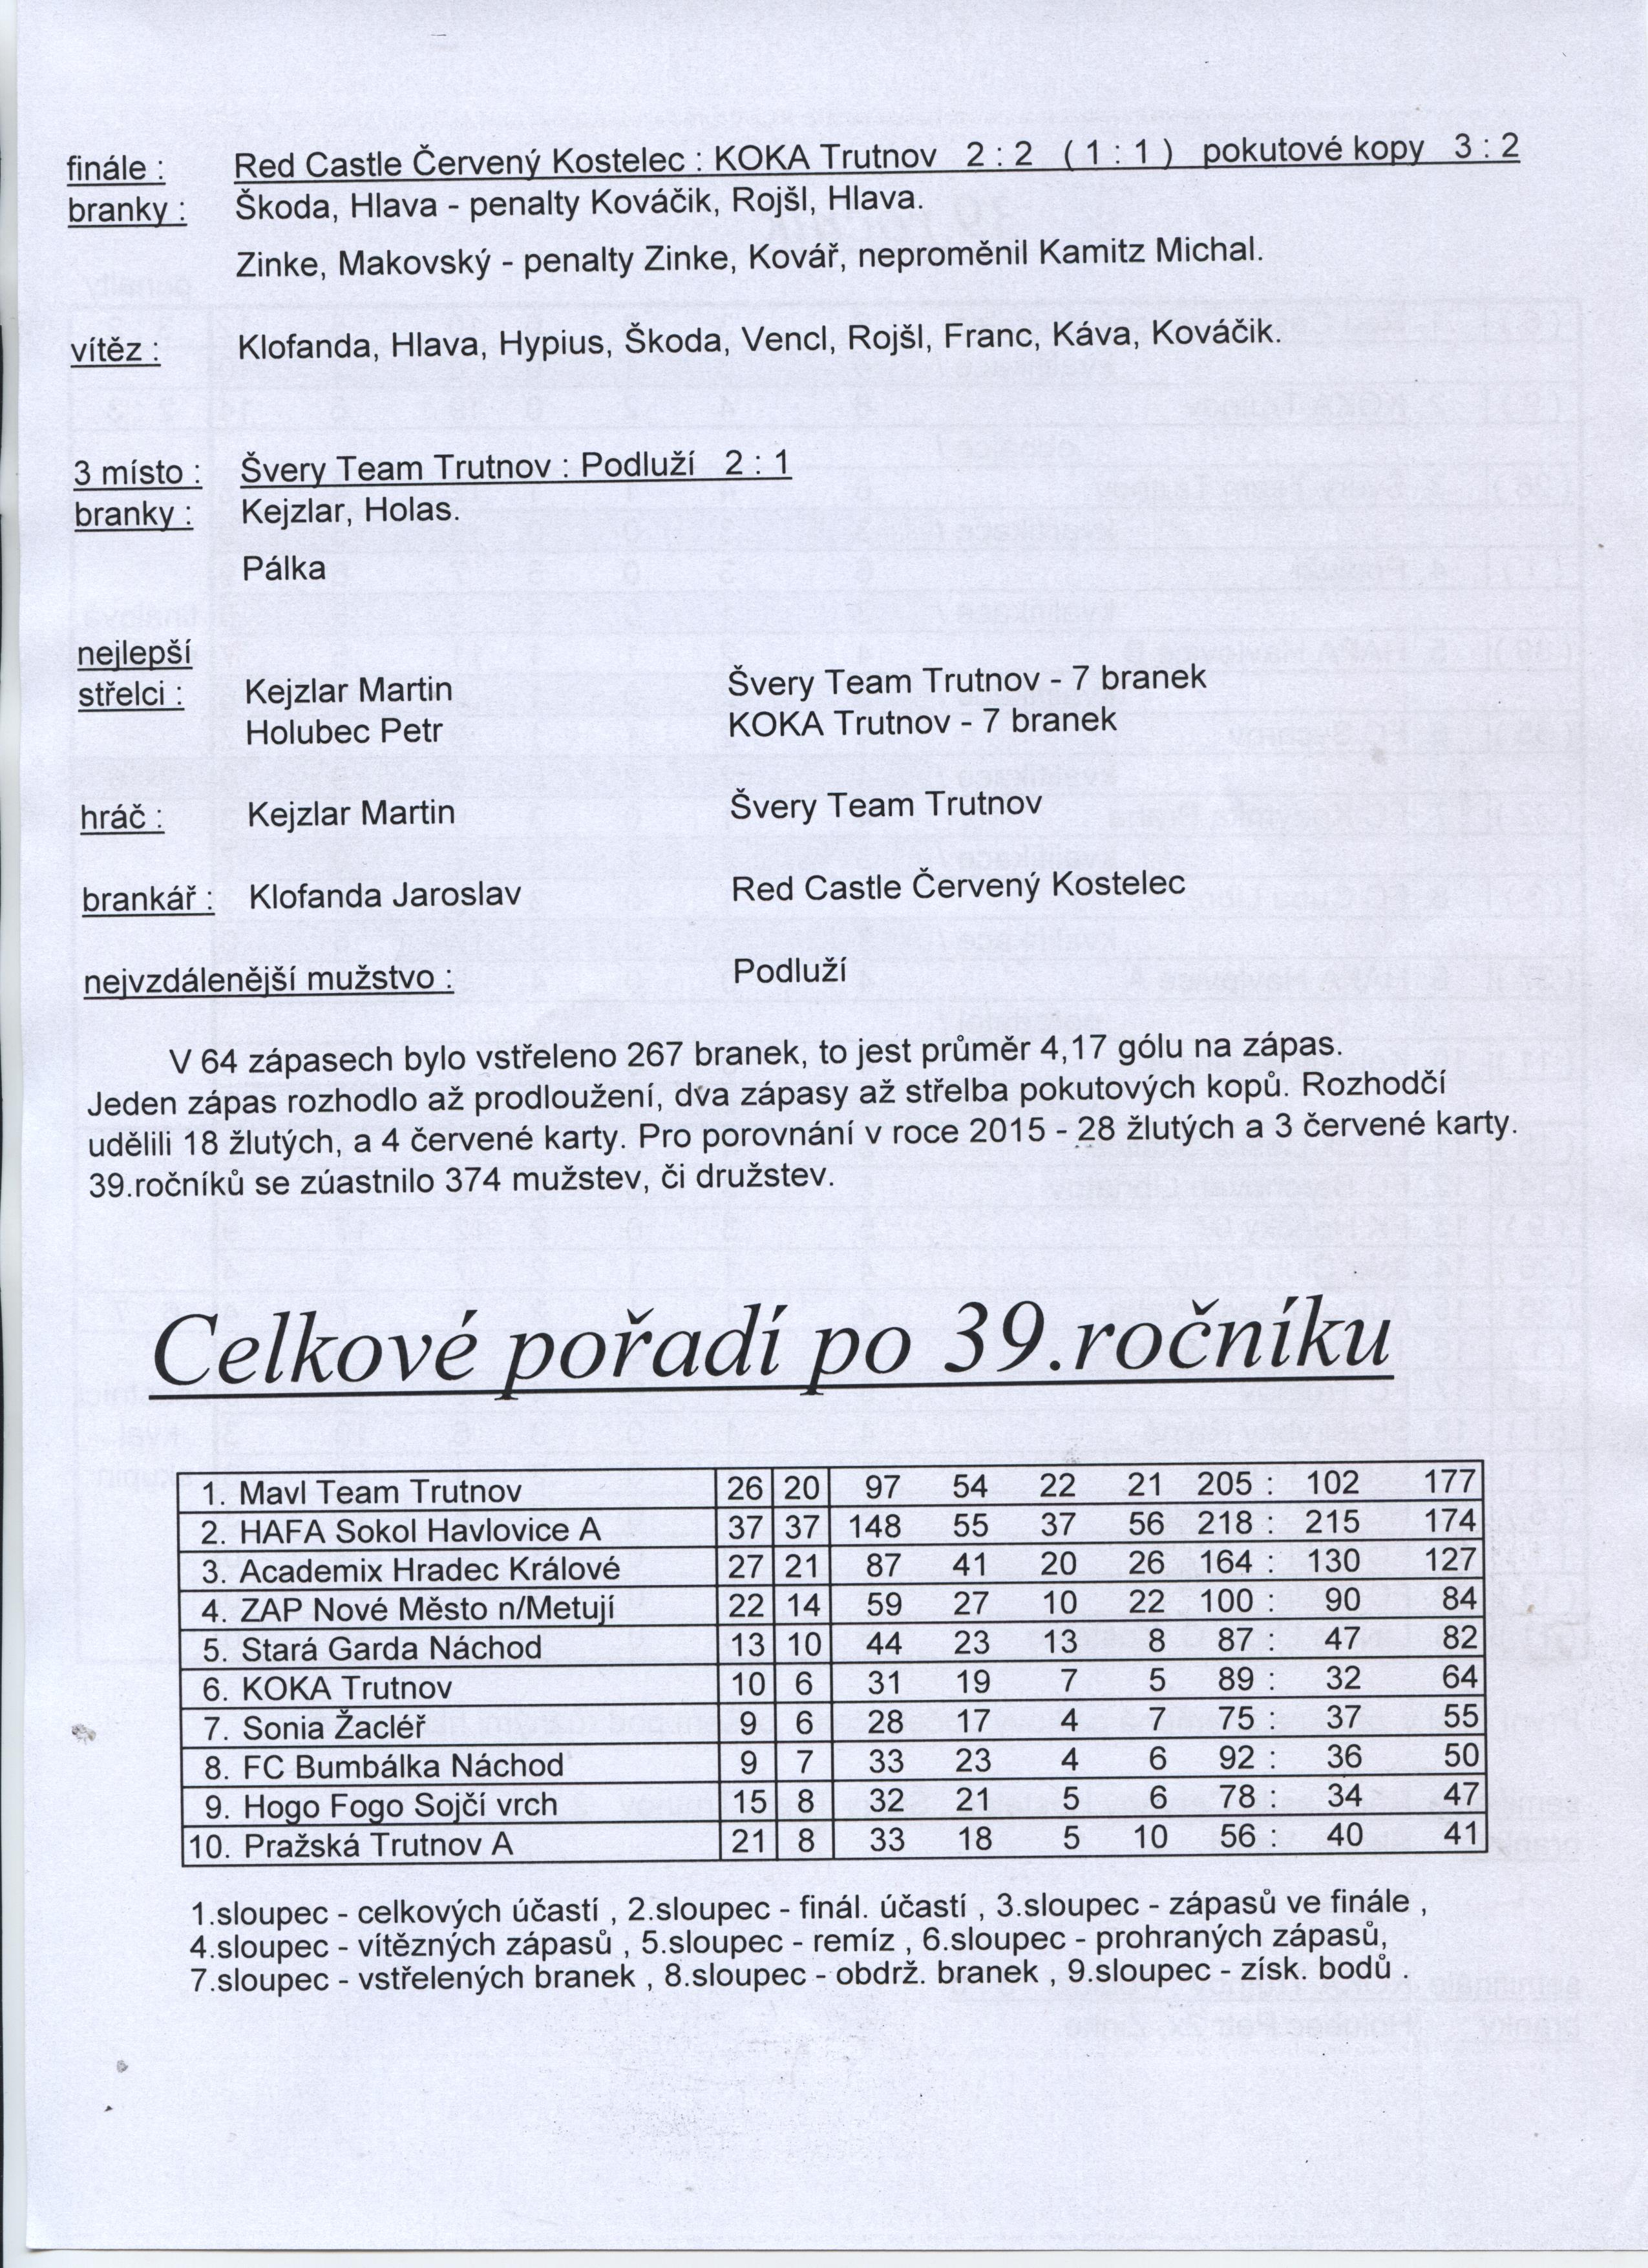 finále : Red Castle Červený Kostelec : KOKA Trutnov 2 : 2 ( 1 : 1 ) pokutové kopy 3 : 2
branky : Škoda, Hlava - penalty Kováčik, Rojšl, Hlava.
Zinke, Makovský - penalty Zinke, Kovář, neproměnil Kamitz Michal.
vítěz : Klofanda, Hlava, Hypius, Škoda, Vencl, Rojšl, Franc, Káva, Kováčik.
3 místo : Švery Team Trutnov : Podluží 2 : 1
branky : Kejzlar, Holas.
Pálka
nejlepší
střelci : Kejzlar Martin Švery Team Trutnov - 7 branek
Holubec Petr KOKA Trutnov - 7 branek
hráč : Kejzlar Martin Švery Team Trutnov
brankář : Klofanda Jaroslav Red Castle Červený Kostelec
nejvzdálenější mužstvo : Podluží
V 64 zápasech bylo vstřeleno 267 branek, to jest průměr 4,17 gólu na zápas.
Jeden zápas rozhodlo až prodloužení, dva zápasy až střelba pokutových kopů. Rozhodčí
udělili 18 žlutých, a 4 červené karty. Pro porovnání v roce 2015 - 28 žlutých a 3 červené karty.
39.ročníků se zúastnilo 374 mužstev, či družstev.
Celkové pořadí po 39.ročníku
1. Mavl Team Trutnov 26 20 97 54 22 21 205 : 102 177
2. HAFA Sokol Havlovice A 37 37 148 55 37 56 218 : 215 174
3. Academix Hradec Králové 27 21 87 41 20 26 164 : 130 127
4. ZAP Nové Město n/Metují 22 14 59 27 10 22 100 : 90 84
5. Stará Garda Náchod 13 10 44 23 13 8 87 : 47 82
6. KOKA Trutnov 10 6 31 19 7 5 89 : 32 64
7. Sonia Žacléř 9 6 28 17 4 7 75 : 37 55
8. FC Bumbálka Náchod 9 7 33 23 4 6 92 : 36 50
9. Hogo Fogo Sojčí vrch 15 8 32 21 5 6 78 : 34 47
10. Pražská Trutnov A 21 8 33 18 5 10 56 : 40 41
1.sloupec - celkových účastí , 2.sloupec - finál. účastí , 3.sloupec - zápasů ve finále ,
4.sloupec - vítězných zápasů , 5.sloupec - remíz , 6.sloupec - prohraných zápasů,
7.sloupec - vstřelených branek , 8.sloupec - obdrž. branek , 9.sloupec - získ. bodů .